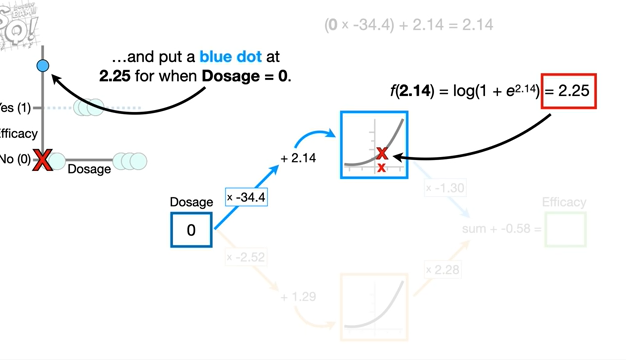 SQ!
(0 × -34.4) + 2.14 = 2.14
…and put a blue dot at
2.25 for when Dosage = 0.
f(2.14) = log(1 + e^2.14) = 2.25
Yes (1)
Efficacy
No (0)
Dosage
+ 2.14
× -34.4
Dosage
0
× -1.30
Efficacy
sum + -0.58 =
× -2.52
× 2.28
+ 1.29